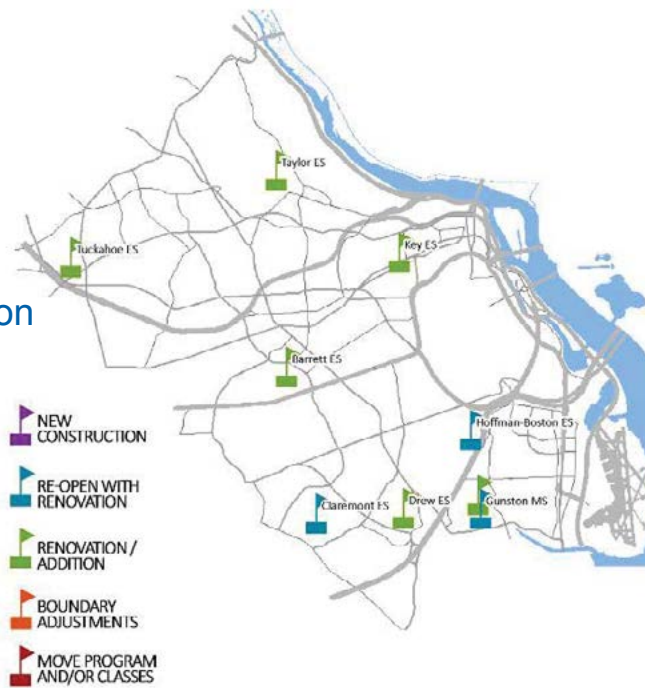 Taylor ES
Tuckahoe ES
Key ES
on
Barrett ES
Hoffman-Boston ES
Claremont ES
Drew ES
Gunston MS
NEW
CONSTRUCTION
RE-OPEN WITH
RENOVATION
RENOVATION /
ADDITION
BOUNDARY
ADJUSTMENTS
MOVE PROGRAM
AND/OR CLASSES